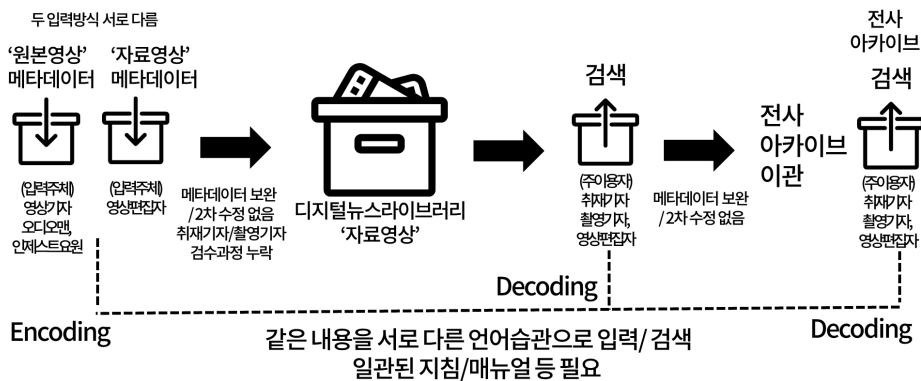 두 입력방식 서로 다름
'원본영상'
메타데이터
'자료영상'
메타데이터
(입력주체)
영상기자
오디오맨,
인제스트요원
(입력주체)
영상편집자
메타데이터 보완
/2차 수정 없음
취재기자/촬영기자
검수과정 누락
디지털뉴스라이브러리
'자료영상'
검색
(주이용자)
취재기자
촬영기자,
영상편집자
메타데이터 보완
/2차 수정 없음
전사
아카이브
이관
전사
아카이브
검색
(주이용자)
취재기자
촬영기자,
영상편집자
Encoding
Decoding
Decoding
같은 내용을 서로 다른 언어습관으로 입력/ 검색
일관된 지침/매뉴얼 등 필요